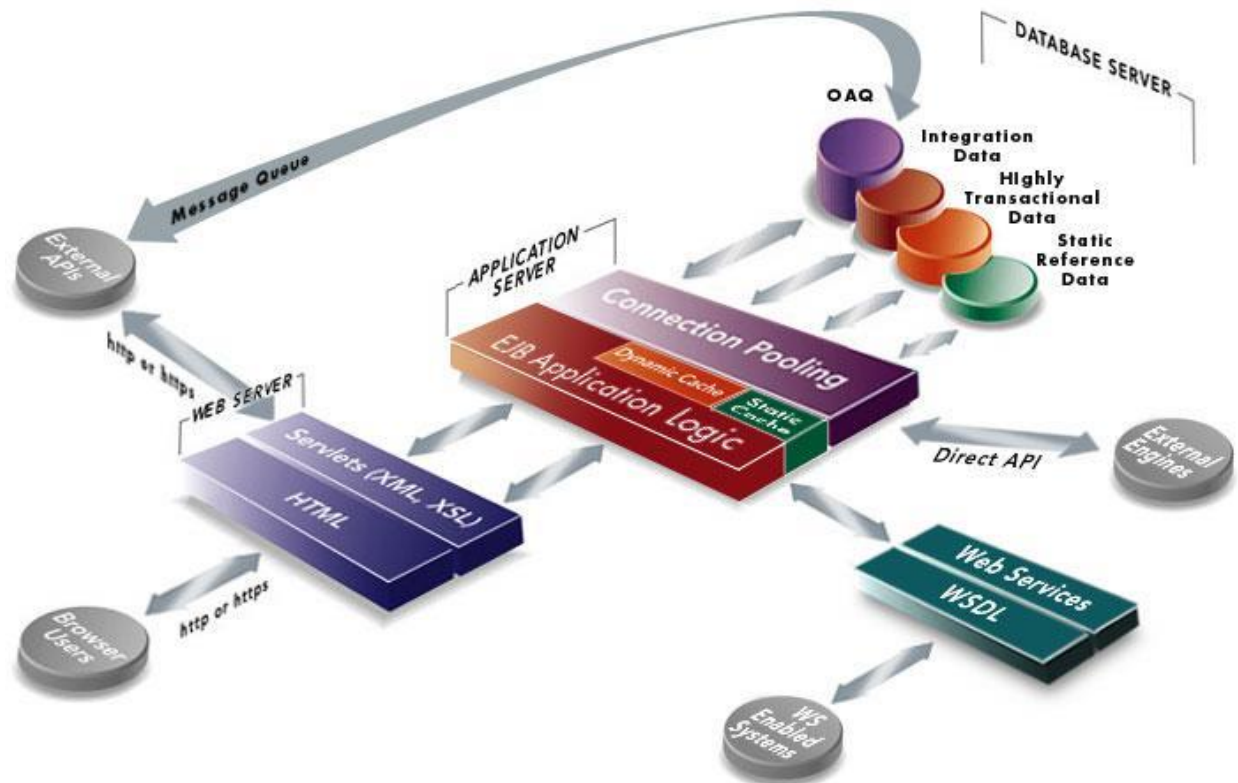 DATABASE SERVER
OAQ
Integration
Data
HIghly
Transactional
Data
Static
Reference
Data
Message Queue
External
APIs
APPLICATION
SERVER
Connection Pooling
Dynamic Cache
Static
Cache
EJB Application Logic
http or https
WEB SERVER
Servlets (XML, XSL)
HTML
Direct API
External
Engines
Web Services
WSDL
http or https
Browser
Users
WS
Enabled
Systems